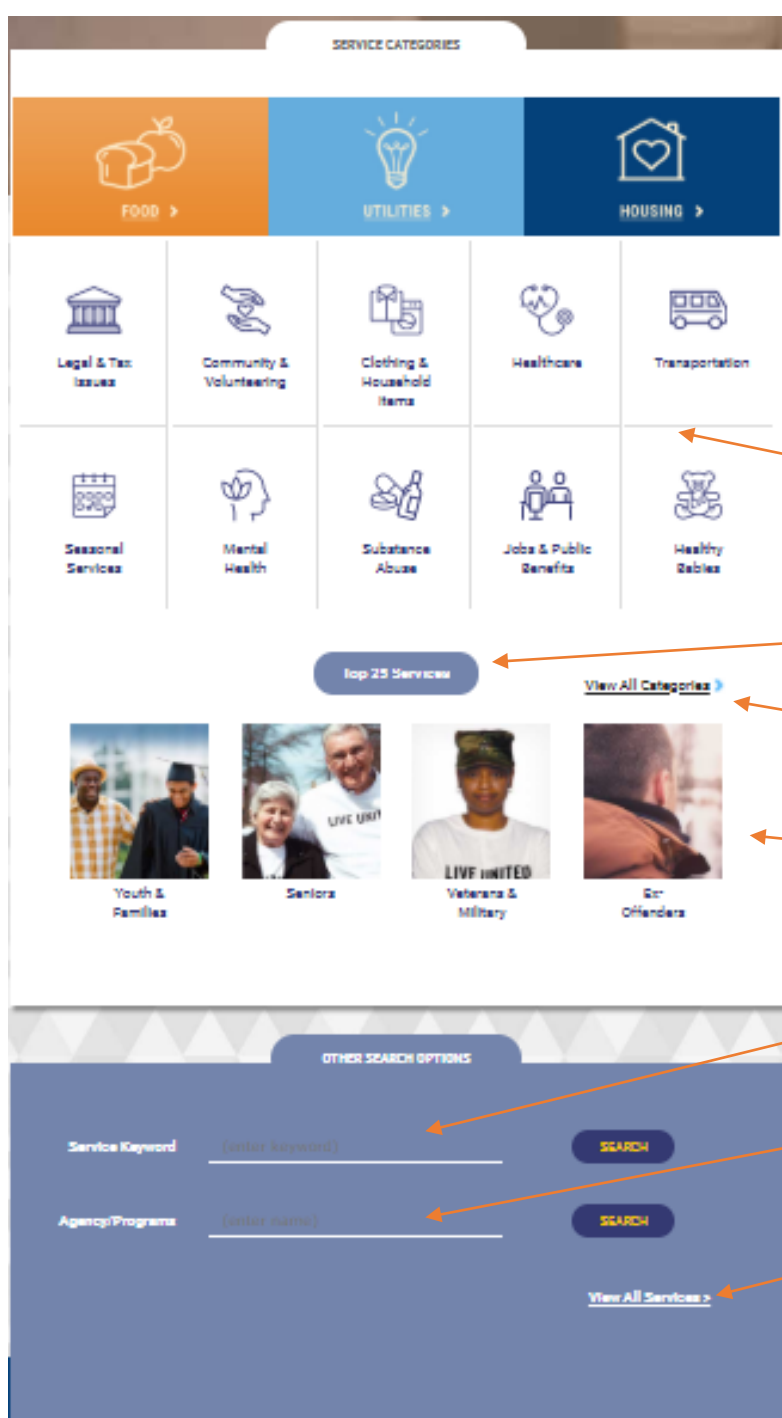 SERVICE CATEGORIES
FOOD >
UTILITIES >
HOUSING >
Legal & Tax
Issues
Community &
Volunteering
Clothing &
Household
Items
Healthcare
Transportation
Seasonal
Services
Mental
Health
Substance
Abuse
Jobs & Public
Benefits
Healthy
Babies
Top 25 Services
View All Categories >
LIVE UNIT
LIVE UNITED
Youth &
Families
Seniors
Veterans &
Military
Ex-
Offenders
OTHER SEARCH OPTIONS
Service Keyword (enter keyword) SEARCH
Agency/Programs (enter name) SEARCH
View All Services >